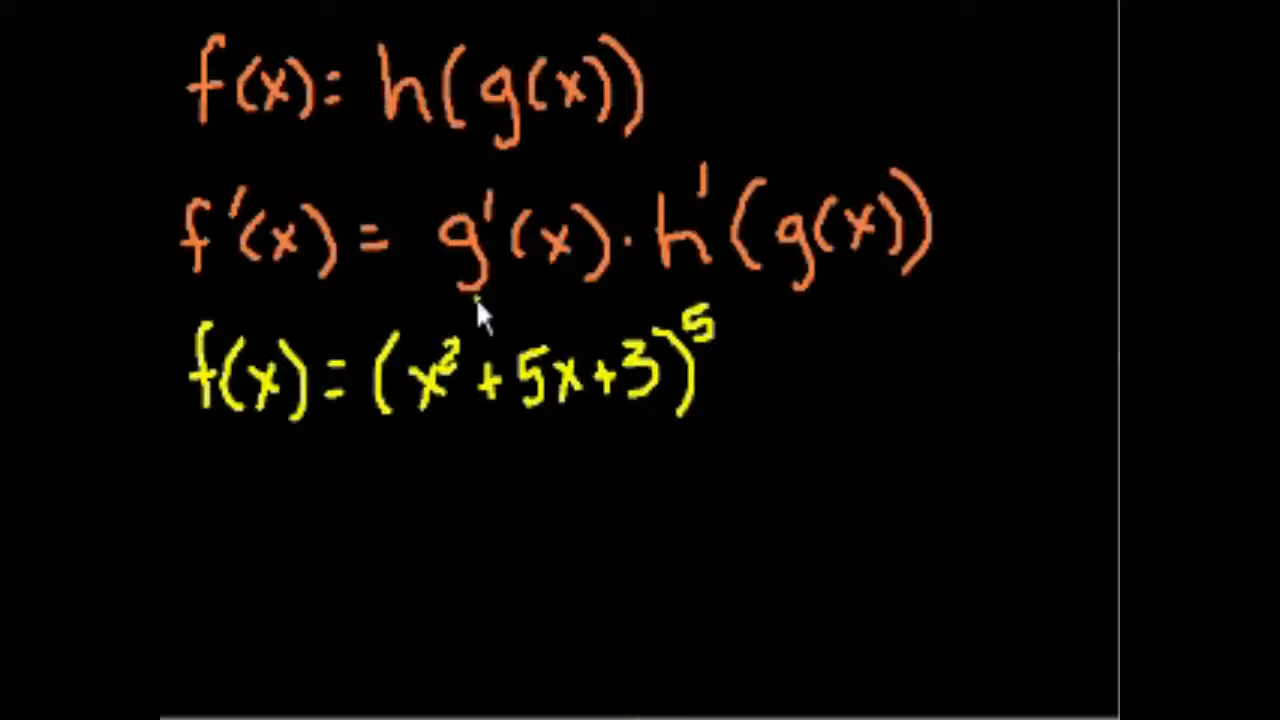 f(x) = h(g(x))
f'(x) = g'(x) · h'(g(x))
f(x) = (x² + 5x + 3)⁵